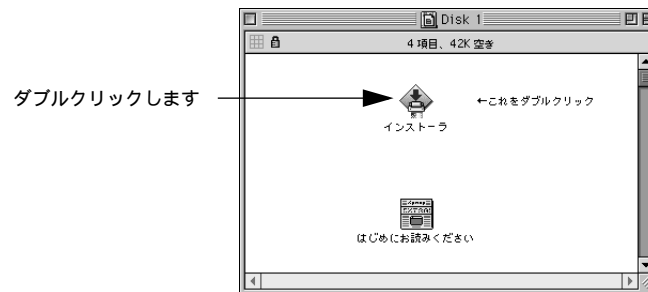 Disk 1
4 項目、42K 空き
ダブルクリックします
←これをダブルクリック
インストーラ
はじめにお読みください